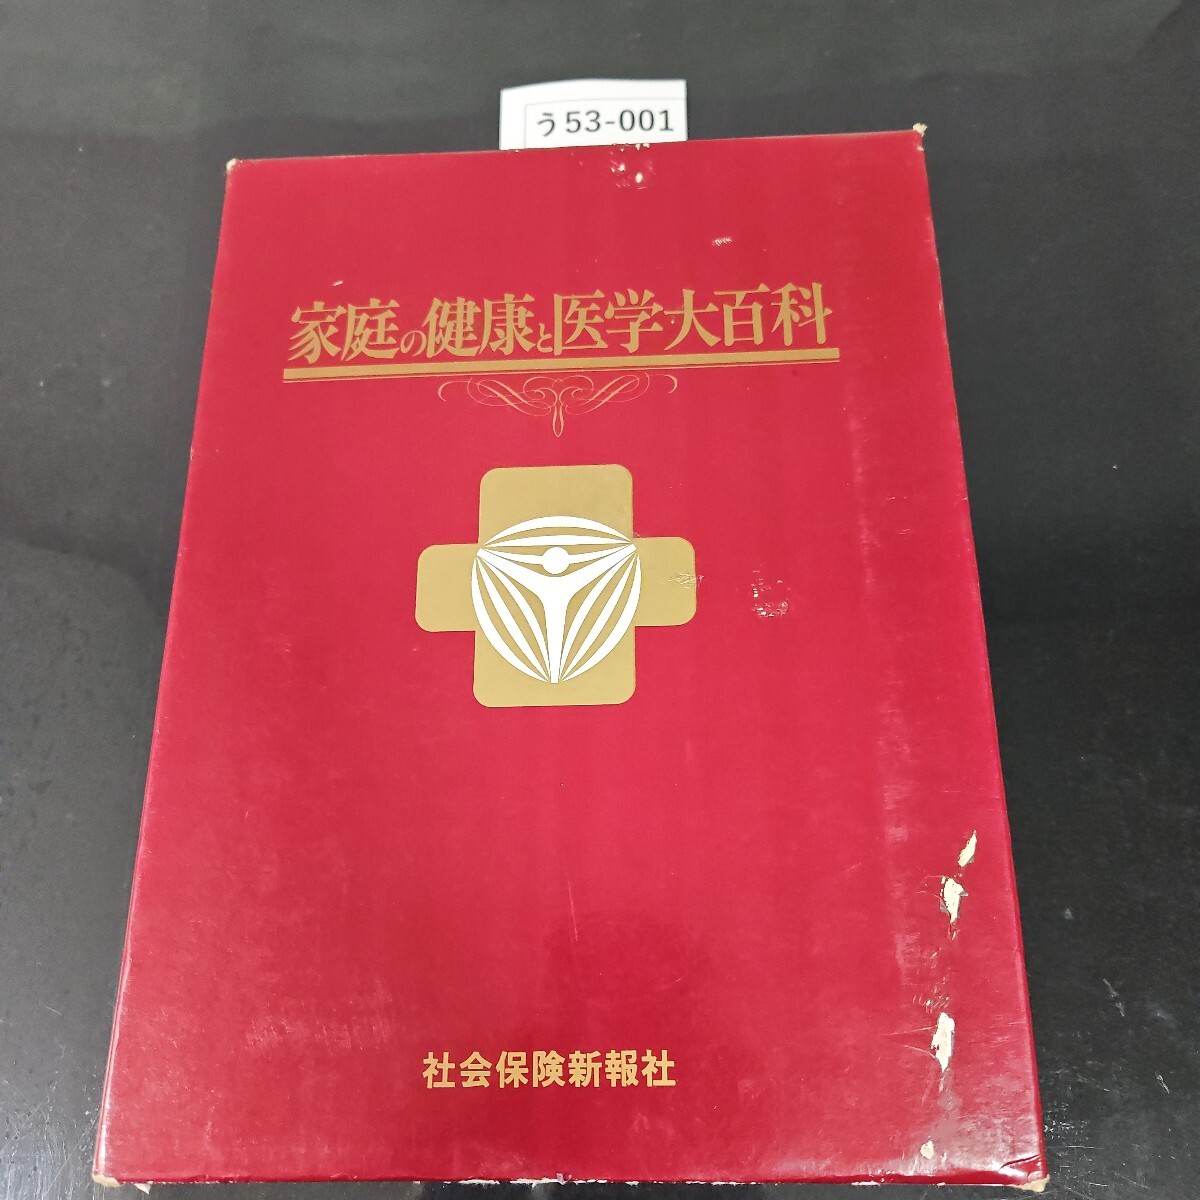 う53-001
家庭の健康と医学・大百科
社会保険新報社